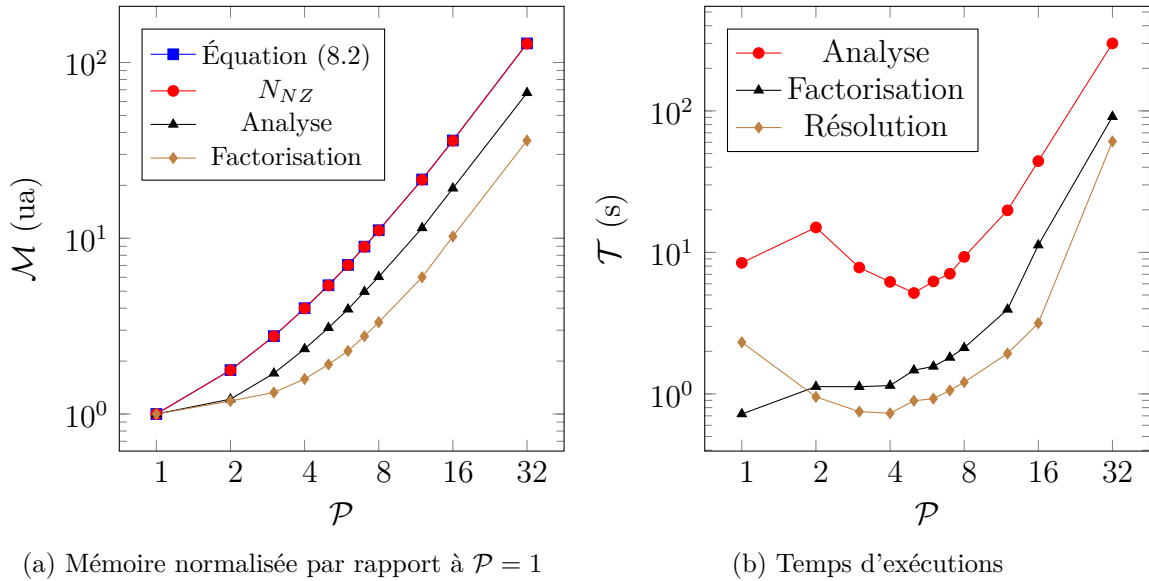 Équation (8.2)
N_{NZ}
Analyse
Factorisation
10^2
10^1
10^0
M (ua)
1 2 4 8 16 32
P
(a) Mémoire normalisée par rapport à P = 1
Analyse
Factorisation
Résolution
10^2
10^1
10^0
T (s)
1 2 4 8 16 32
P
(b) Temps d'exécutions